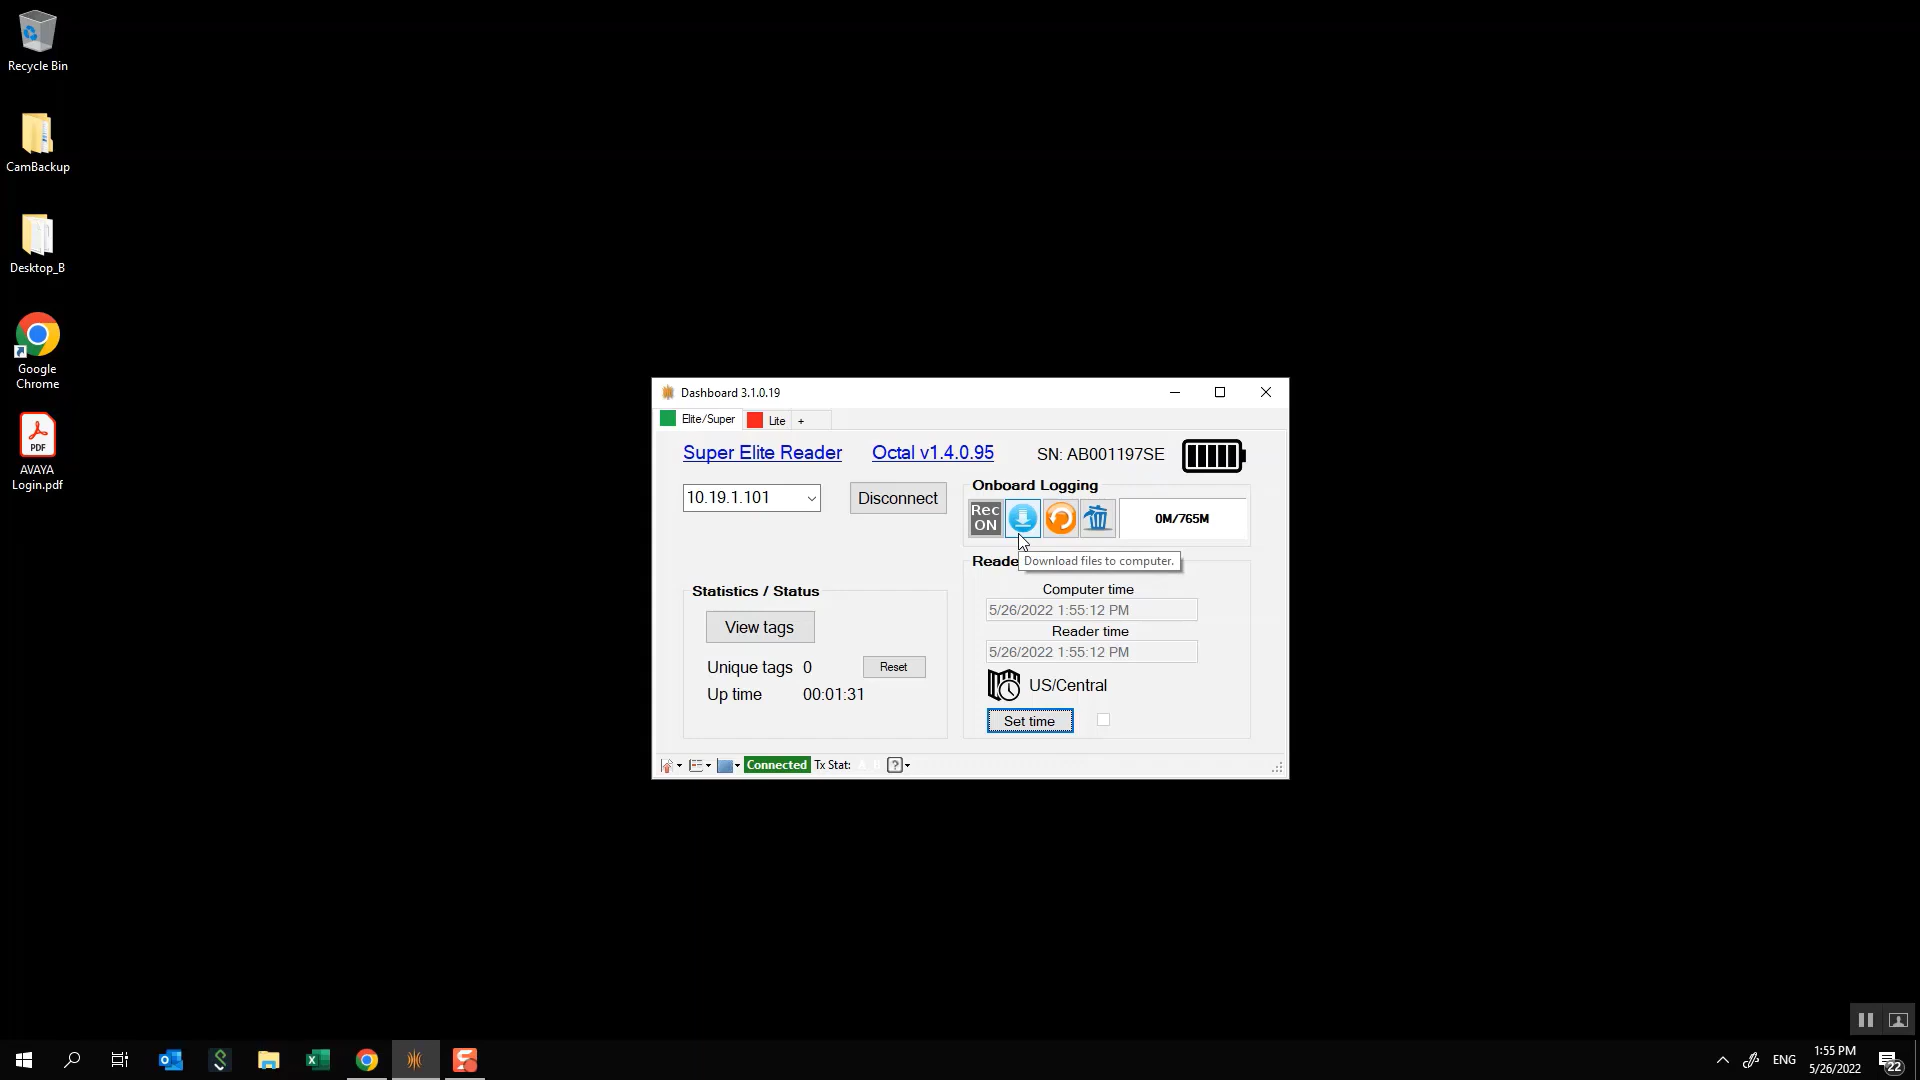 Recycle Bin
CamBackup
Desktop_B
Google
Chrome
PDF
AVAYA
Login.pdf
Dashboard 3.1.0.19
Elite/Super
Lite
+
Super Elite Reader
Octal v1.4.0.95
SN: AB001197SE
10.19.1.101
Disconnect
Onboard Logging
Rec
ON
0M/765M
Reade
Download files to computer.
Computer time
5/26/2022 1:55:12 PM
Reader time
5/26/2022 1:55:12 PM
US/Central
Set time
Statistics / Status
View tags
Unique tags 0
Reset
Up time 00:01:31
Connected
Tx Stat:
A
?
ENG
1:55 PM
5/26/2022
22